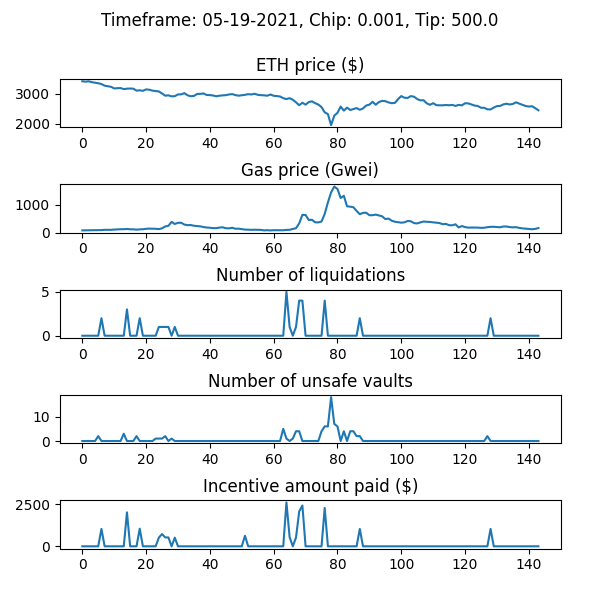 Timeframe: 05-19-2021, Chip: 0.001, Tip: 500.0
ETH price ($)
3000
2000
0 20 40 60 80 100 120 140
Gas price (Gwei)
1000
0
0 20 40 60 80 100 120 140
Number of liquidations
5
0
0 20 40 60 80 100 120 140
Number of unsafe vaults
10
0
0 20 40 60 80 100 120 140
Incentive amount paid ($)
2500
0
0 20 40 60 80 100 120 140